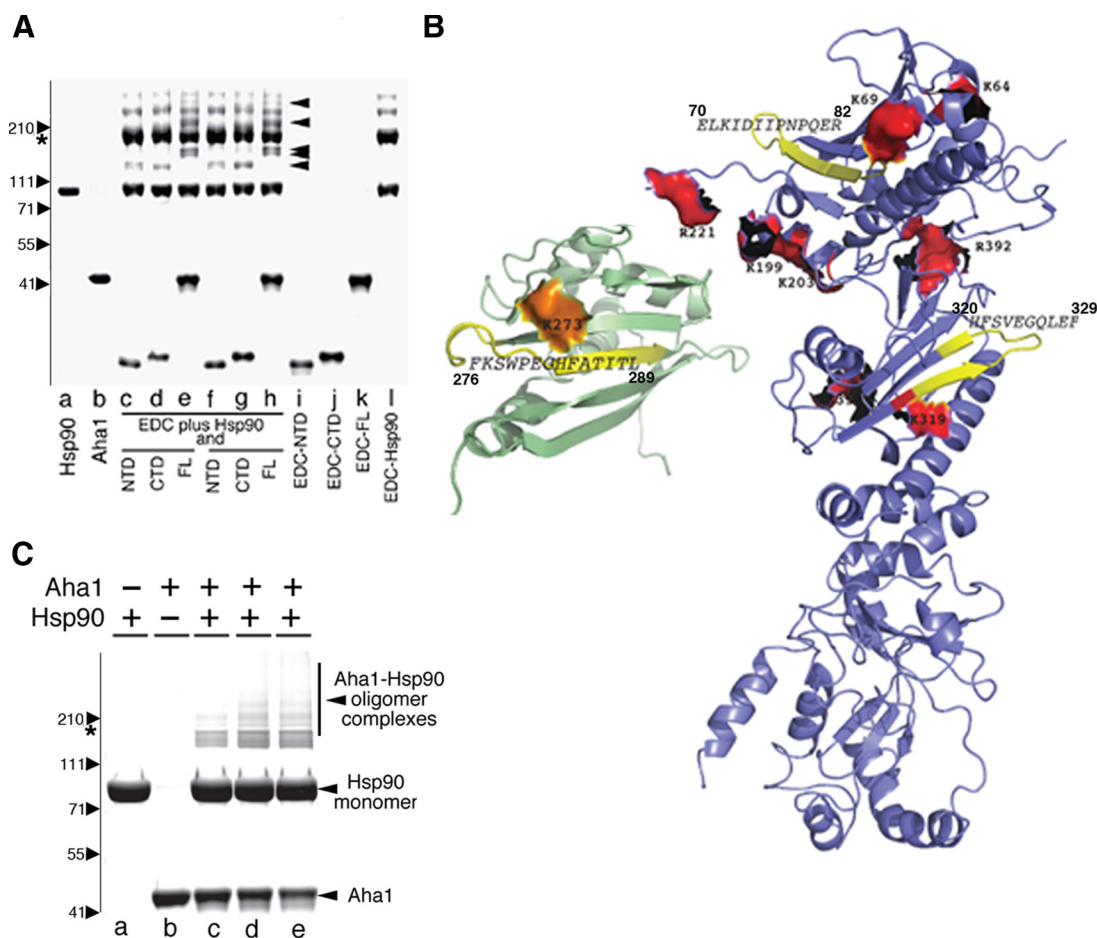 A
210
*
111
71
55
41
a b c d e f g h i j k l
Hsp90
Aha1
EDC plus Hsp90
and
NTD
CTD
FL
NTD
CTD
FL
EDC-NTD
EDC-CTD
EDC-FL
EDC-Hsp90
B
K64
K69
70 82
ELKIDIIPNPQER
R221
K199
K203
R392
320 329
HFSVEGQLEF
K273
FKSWPEGHFATITL
276 289
K319
C
Aha1 – + + + +
Hsp90 + – + + +
210
*
111
71
55
41
Aha1-Hsp90
oligomer
complexes
Hsp90
monomer
Aha1
a b c d e